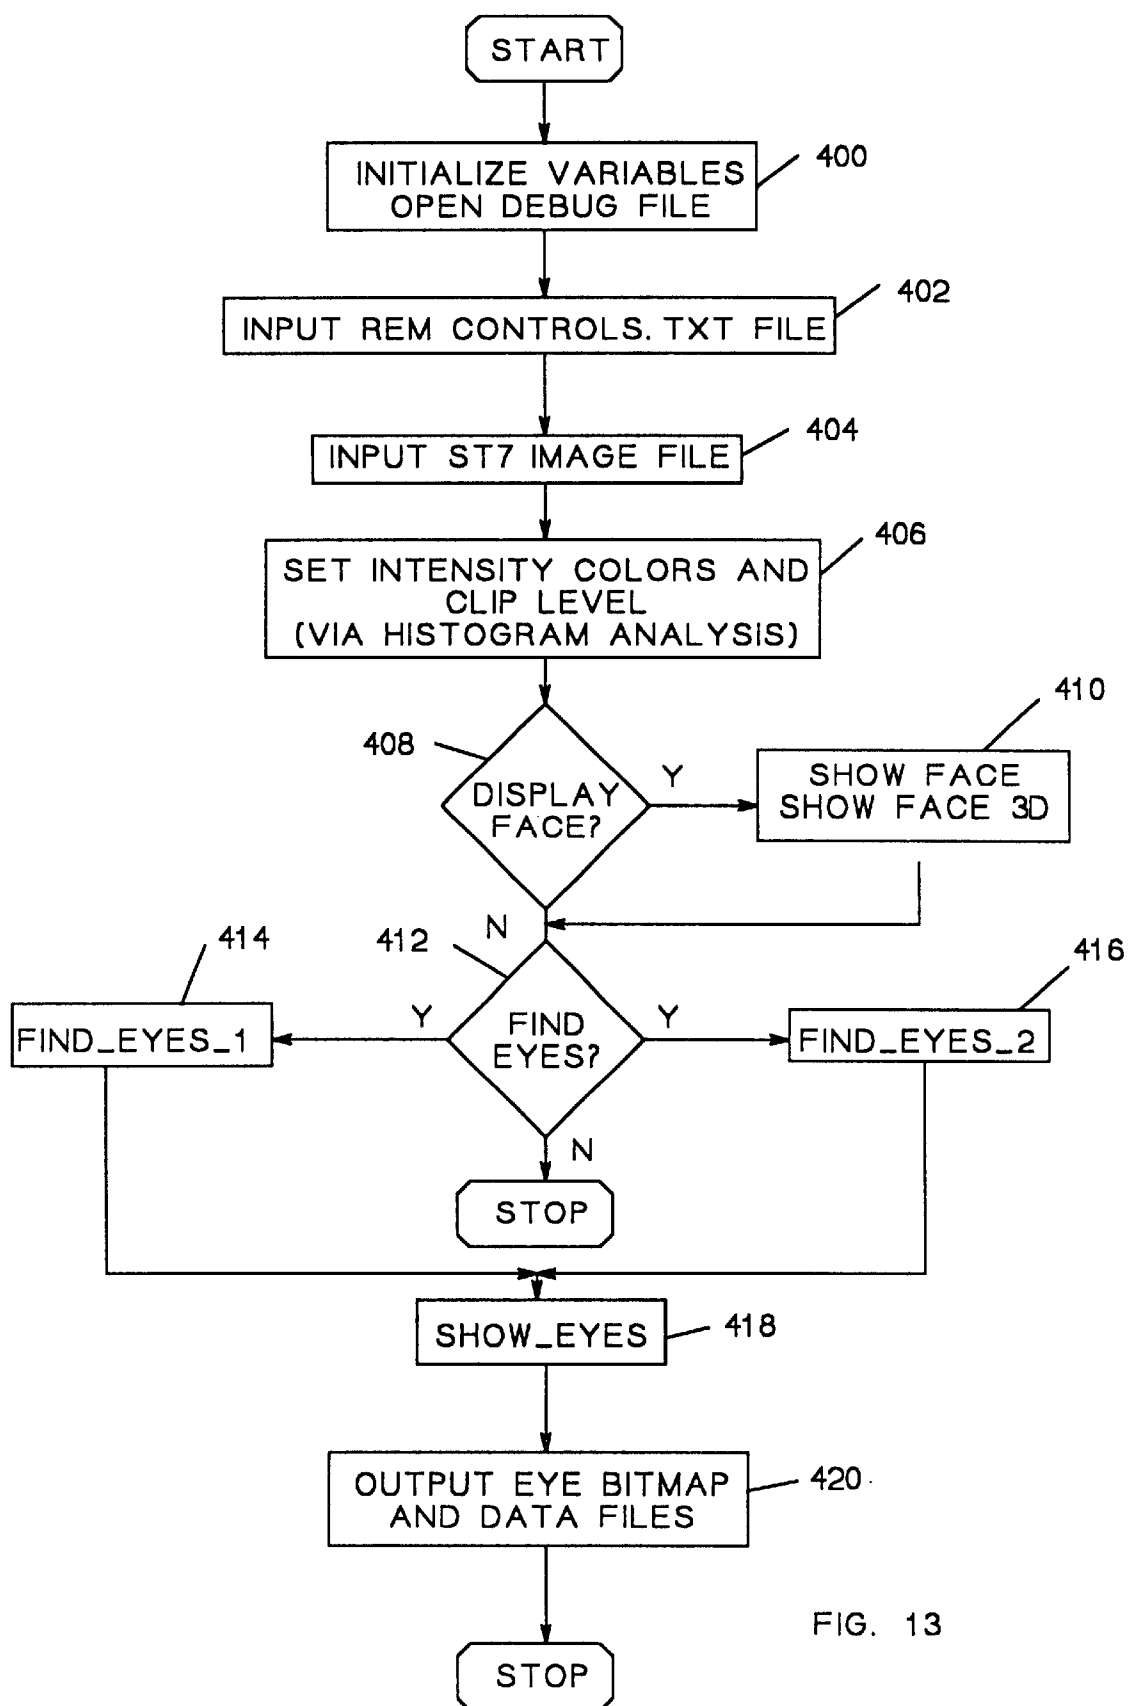 START
400
INITIALIZE VARIABLES
OPEN DEBUG FILE
402
INPUT REM CONTROLS.TXT FILE
404
INPUT ST7 IMAGE FILE
406
SET INTENSITY COLORS AND
CLIP LEVEL
(VIA HISTOGRAM ANALYSIS)
410
408
DISPLAY
FACE?
Y
SHOW FACE
SHOW FACE 3D
N
412
414
416
FIND_EYES_1
Y
FIND
EYES?
Y
FIND_EYES_2
N
STOP
SHOW_EYES
418
OUTPUT EYE BITMAP
AND DATA FILES
420
FIG. 13
STOP